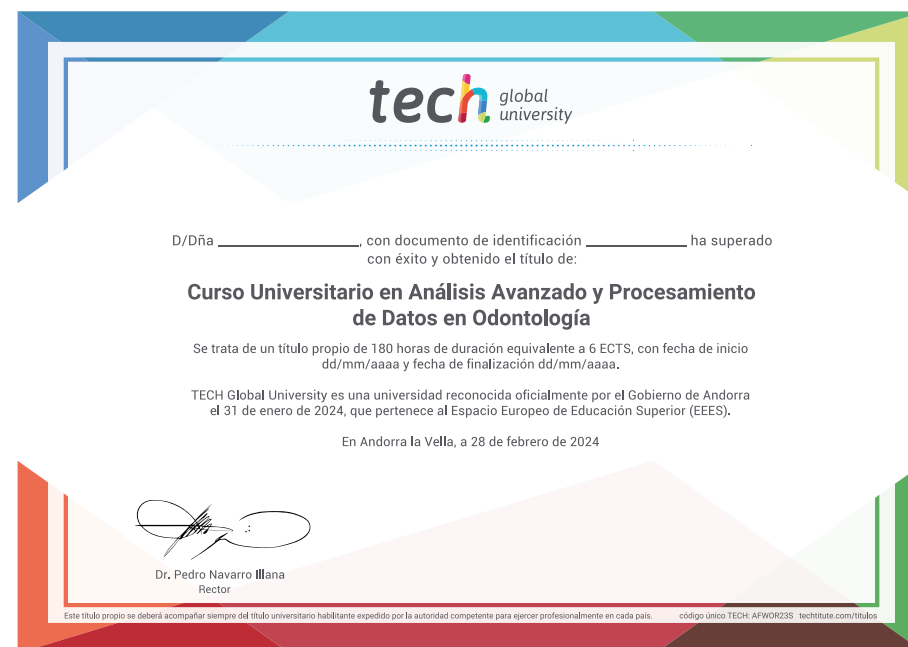 tech global
university
D/Dña ____________________, con documento de identificación ______________ ha superado
con éxito y obtenido el título de:
Curso Universitario en Análisis Avanzado y Procesamiento
de Datos en Odontología
Se trata de un título propio de 180 horas de duración equivalente a 6 ECTS, con fecha de inicio
dd/mm/aaaa y fecha de finalización dd/mm/aaaa.
TECH Global University es una universidad reconocida oficialmente por el Gobierno de Andorra
el 31 de enero de 2024, que pertenece al Espacio Europeo de Educación Superior (EEES).
En Andorra la Vella, a 28 de febrero de 2024
Dr. Pedro Navarro Illana
Rector
Este título propio se deberá acompañar siempre del título universitario habilitante expedido por la autoridad competente para ejercer profesionalmente en cada país. código único TECH: AFWOR23S techtitute.com/titulos